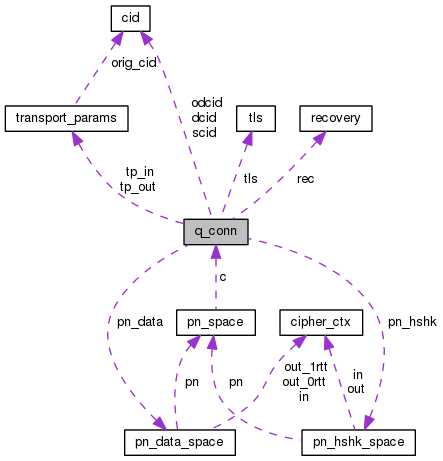 cid
orig_cid
odcid
dcid
scid
transport_params
tls
recovery
tp_in
tp_out
tls
rec
q_conn
c
pn_data
pn_hshk
pn_space
cipher_ctx
out_1rtt
out_0rtt
in
in
out
pn
pn
pn_data_space
pn_hshk_space